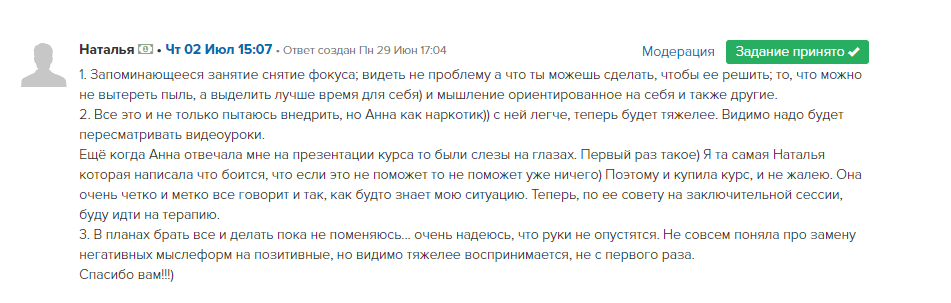 Наталья • Чт 02 Июл 15:07 • Ответ создан Пн 29 Июн 17:04 Модерация Задание принято ✔
1. Запоминающееся занятие снятие фокуса; видеть не проблему а что ты можешь сделать, чтобы ее решить; то, что можно
не вытереть пыль, а выделить лучше время для себя) и мышление ориентированное на себя и также другие.
2. Все это и не только пытаюсь внедрить, но Анна как наркотик)) с ней легче, теперь будет тяжелее. Видимо надо будет
пересматривать видеоуроки.
Ещё когда Анна отвечала мне на презентации курса то были слезы на глазах. Первый раз такое) Я та самая Наталья
которая написала что боится, что если это не поможет то не поможет уже ничего) Поэтому и купила курс, и не жалею. Она
очень четко и метко все говорит и так, как будто знает мою ситуацию. Теперь, по ее совету на заключительной сессии,
буду идти на терапию.
3. В планах брать все и делать пока не поменяюсь... очень надеюсь, что руки не опустятся. Не совсем поняла про замену
негативных мыслеформ на позитивные, но видимо тяжелее воспринимается, не с первого раза.
Спасибо вам!!!)